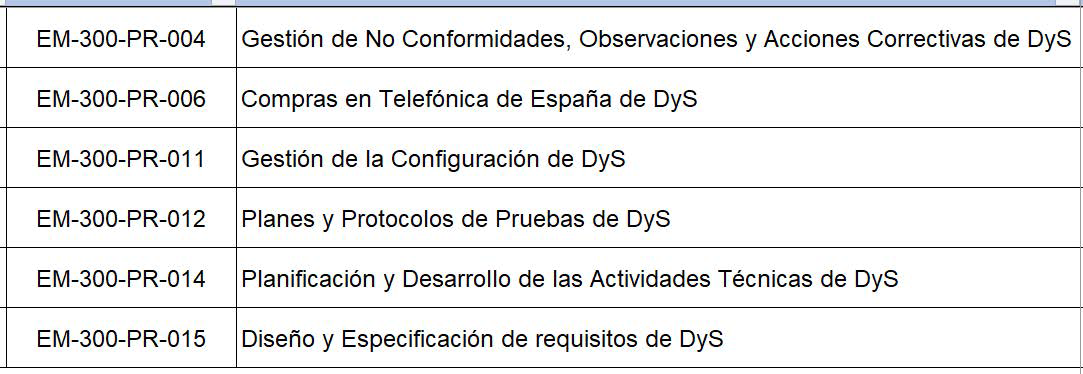 EM-300-PR-004 Gestión de No Conformidades, Observaciones y Acciones Correctivas de DyS
EM-300-PR-006 Compras en Telefónica de España de DyS
EM-300-PR-011 Gestión de la Configuración de DyS
EM-300-PR-012 Planes y Protocolos de Pruebas de DyS
EM-300-PR-014 Planificación y Desarrollo de las Actividades Técnicas de DyS
EM-300-PR-015 Diseño y Especificación de requisitos de DyS